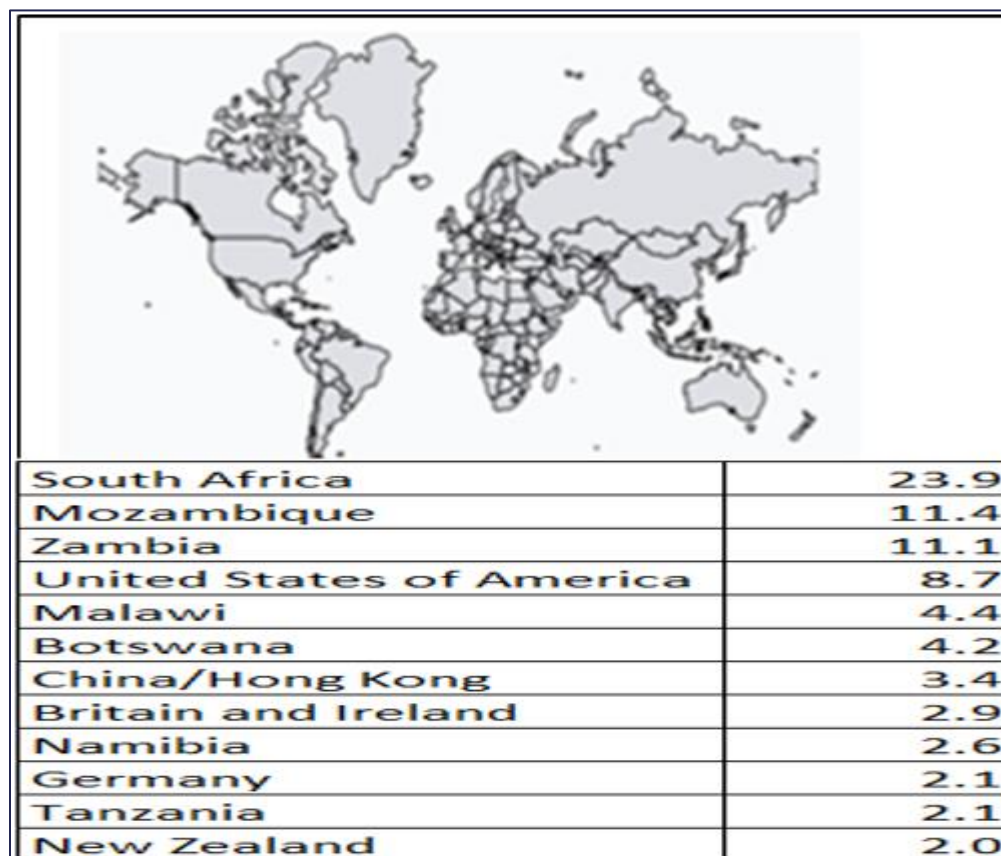 South Africa 23.9
Mozambique 11.4
Zambia 11.1
United States of America 8.7
Malawi 4.4
Botswana 4.2
China/Hong Kong 3.4
Britain and Ireland 2.9
Namibia 2.6
Germany 2.1
Tanzania 2.1
New Zealand 2.0